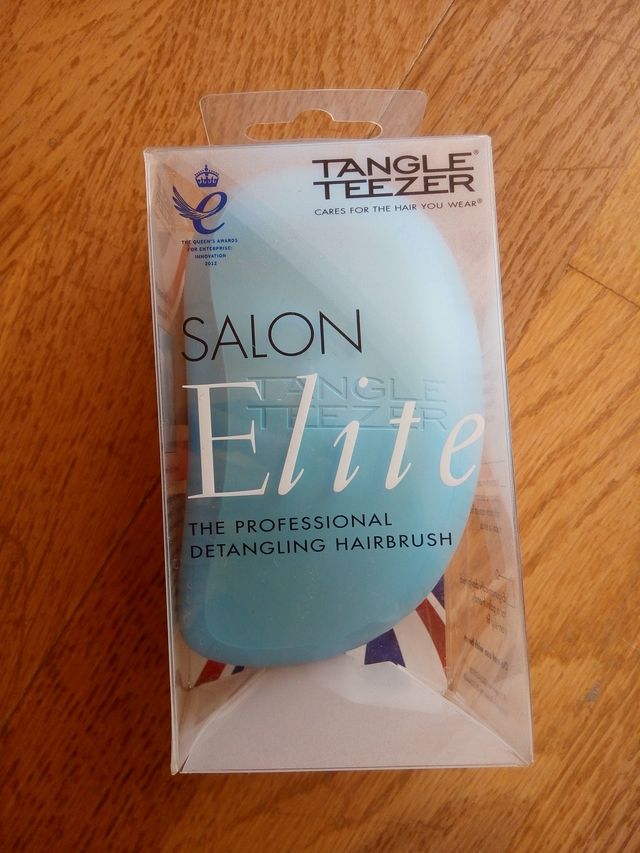 TANGLE
TEEZER®
CARES FOR THE HAIR YOU WEAR®
THE QUEEN'S AWARDS
FOR ENTERPRISE:
INNOVATION
2012
SALON
TANGLE
TEEZER
Elite
THE PROFESSIONAL
DETANGLING HAIRBRUSH